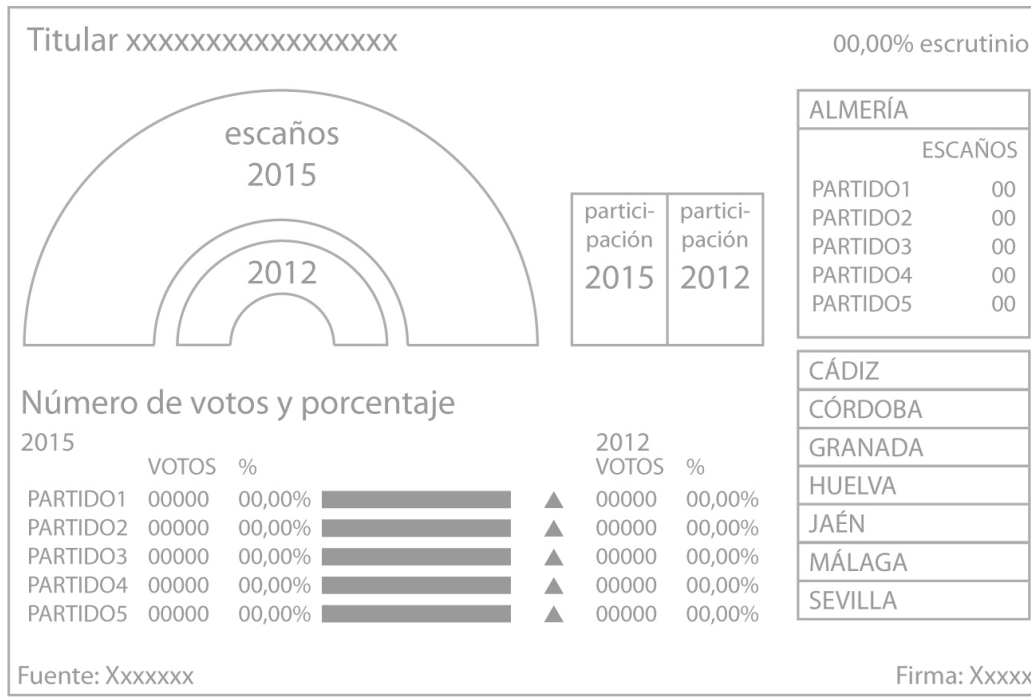 Titular xxxxxxxxxxxxxxxxx
00,00% escrutinio
escaños
2015
2012
partici-
pación
2015
partici-
pación
2012
ALMERÍA
ESCAÑOS
PARTIDO1 00
PARTIDO2 00
PARTIDO3 00
PARTIDO4 00
PARTIDO5 00
CÁDIZ
CÓRDOBA
GRANADA
HUELVA
JAÉN
MÁLAGA
SEVILLA
Número de votos y porcentaje
2015 2012
VOTOS % VOTOS %
PARTIDO1 00000 00,00% ▲ 00000 00,00%
PARTIDO2 00000 00,00% ▲ 00000 00,00%
PARTIDO3 00000 00,00% ▲ 00000 00,00%
PARTIDO4 00000 00,00% ▲ 00000 00,00%
PARTIDO5 00000 00,00% ▲ 00000 00,00%
Fuente: Xxxxxxx
Firma: Xxxxx